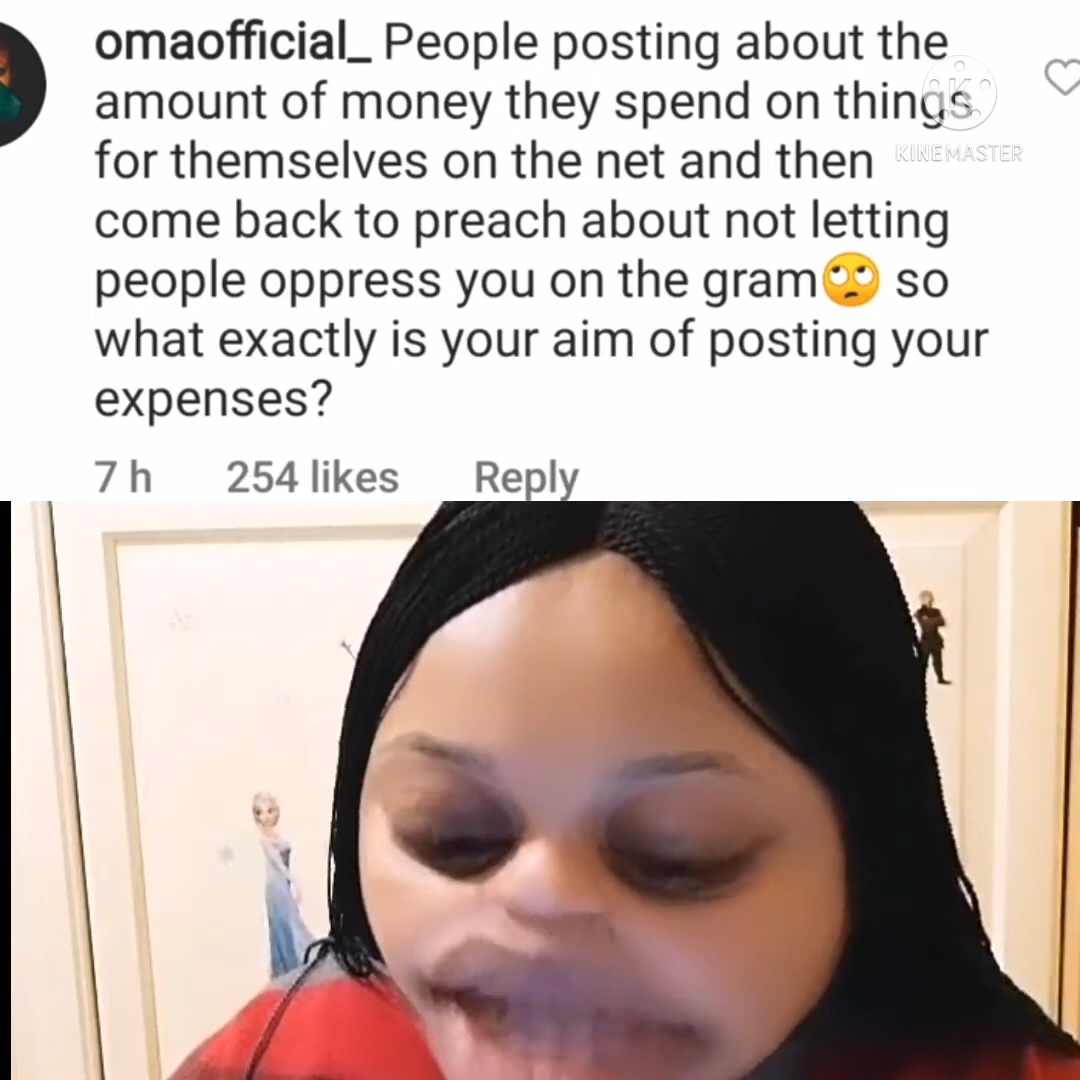 omaofficial_ People posting about the
amount of money they spend on things
for themselves on the net and then
come back to preach about not letting
people oppress you on the gram🙄 so
what exactly is your aim of posting your
expenses?
7 h 254 likes Reply
K
KINEMASTER